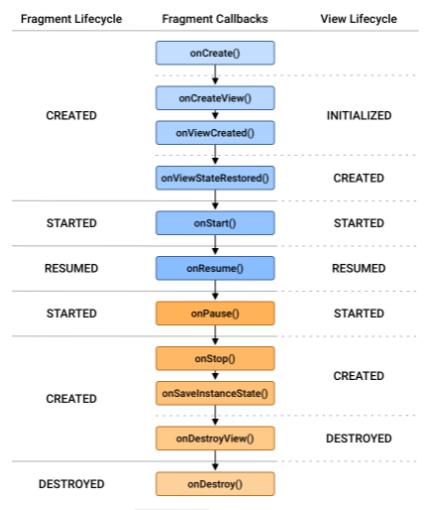 Fragment Lifecycle Fragment Callbacks View Lifecycle
onCreate()
onCreateView()
CREATED INITIALIZED
onViewCreated()
onViewStateRestored() CREATED
STARTED onStart() STARTED
RESUMED onResume() RESUMED
STARTED onPause() STARTED
onStop()
CREATED
CREATED onSaveInstanceState()
onDestroyView() DESTROYED
DESTROYED onDestroy()